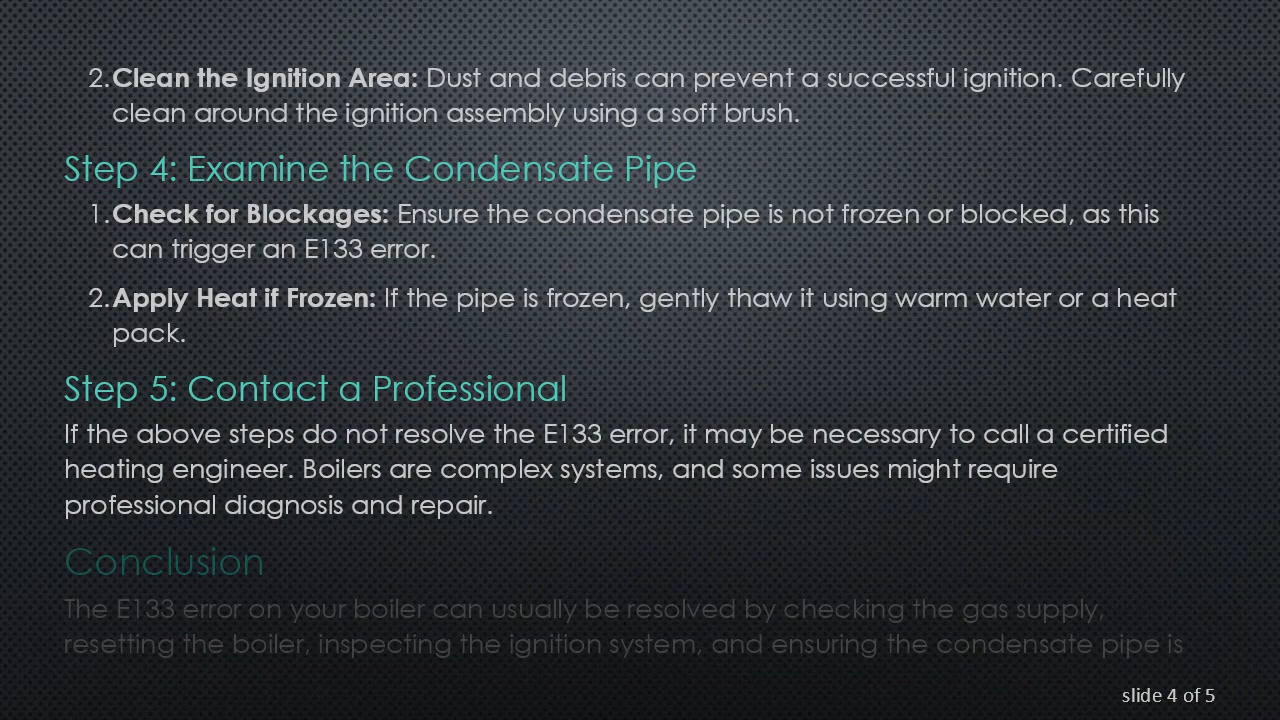 2.Clean the Ignition Area: Dust and debris can prevent a successful ignition. Carefully
clean around the ignition assembly using a soft brush.
Step 4: Examine the Condensate Pipe
1.Check for Blockages: Ensure the condensate pipe is not frozen or blocked, as this
can trigger an E133 error.
2.Apply Heat if Frozen: If the pipe is frozen, gently thaw it using warm water or a heat
pack.
Step 5: Contact a Professional
If the above steps do not resolve the E133 error, it may be necessary to call a certified
heating engineer. Boilers are complex systems, and some issues might require
professional diagnosis and repair.
Conclusion
The E133 error on your boiler can usually be resolved by checking the gas supply,
resetting the boiler, inspecting the ignition system, and ensuring the condensate pipe is
slide 4 of 5